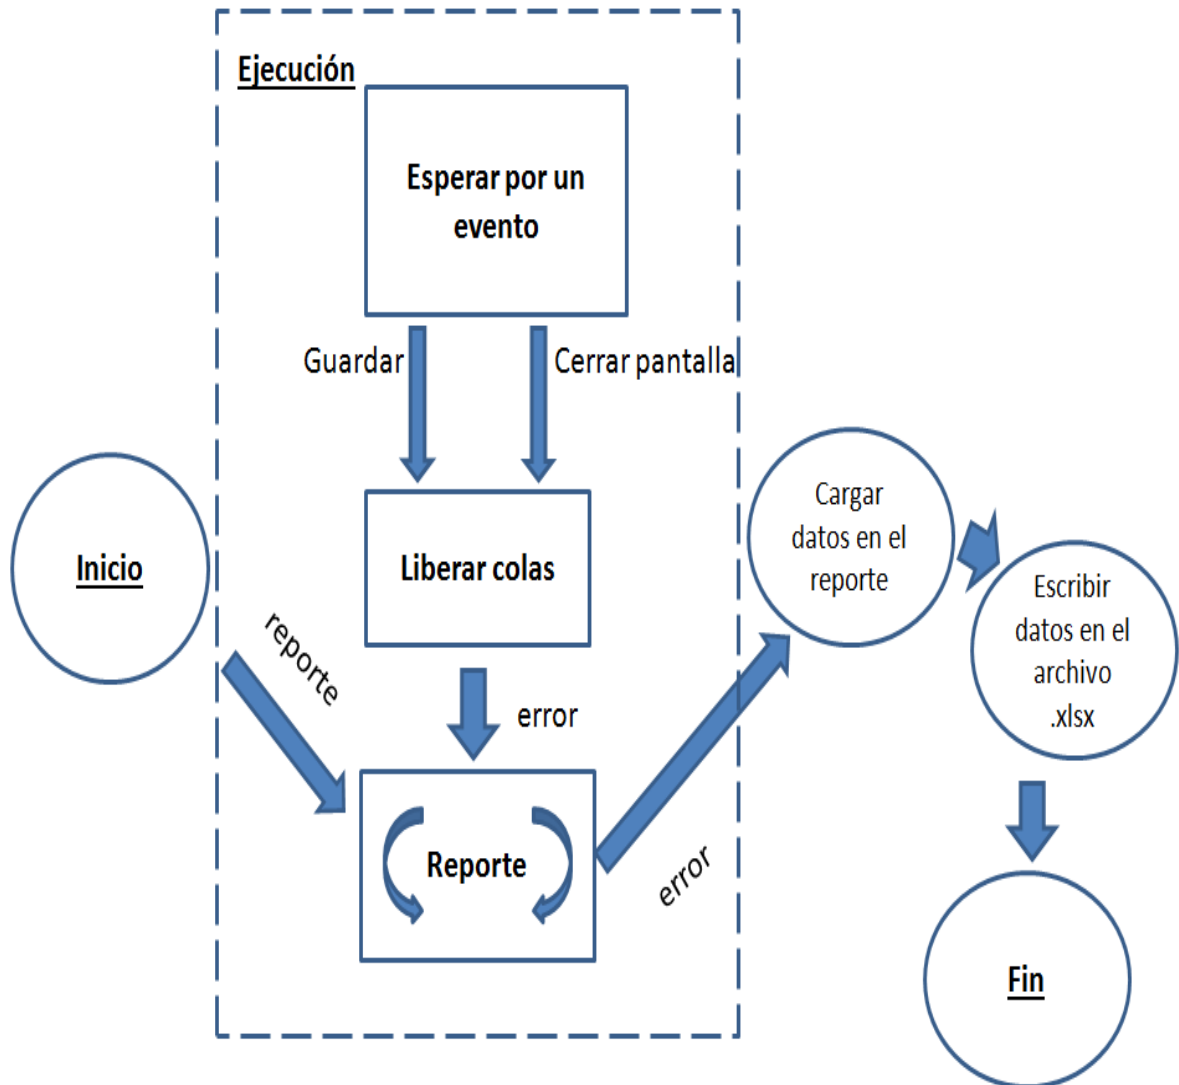 Ejecución
Esperar por un
evento
Guardar
Cerrar pantalla
Inicio
Liberar colas
reporte
error
Reporte
error
Cargar
datos en el
reporte
Escribir
datos en el
archivo
.xlsx
Fin